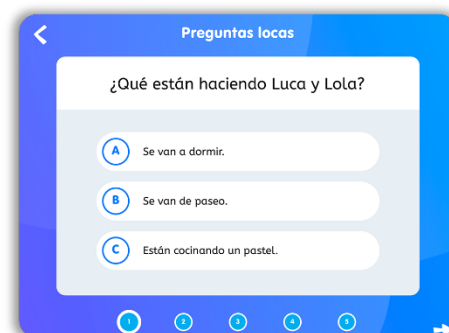 Preguntas locas
¿Qué están haciendo Luca y Lola?
A Se van a dormir.
B Se van de paseo.
C Están cocinando un pastel.
1 2 3 4 5